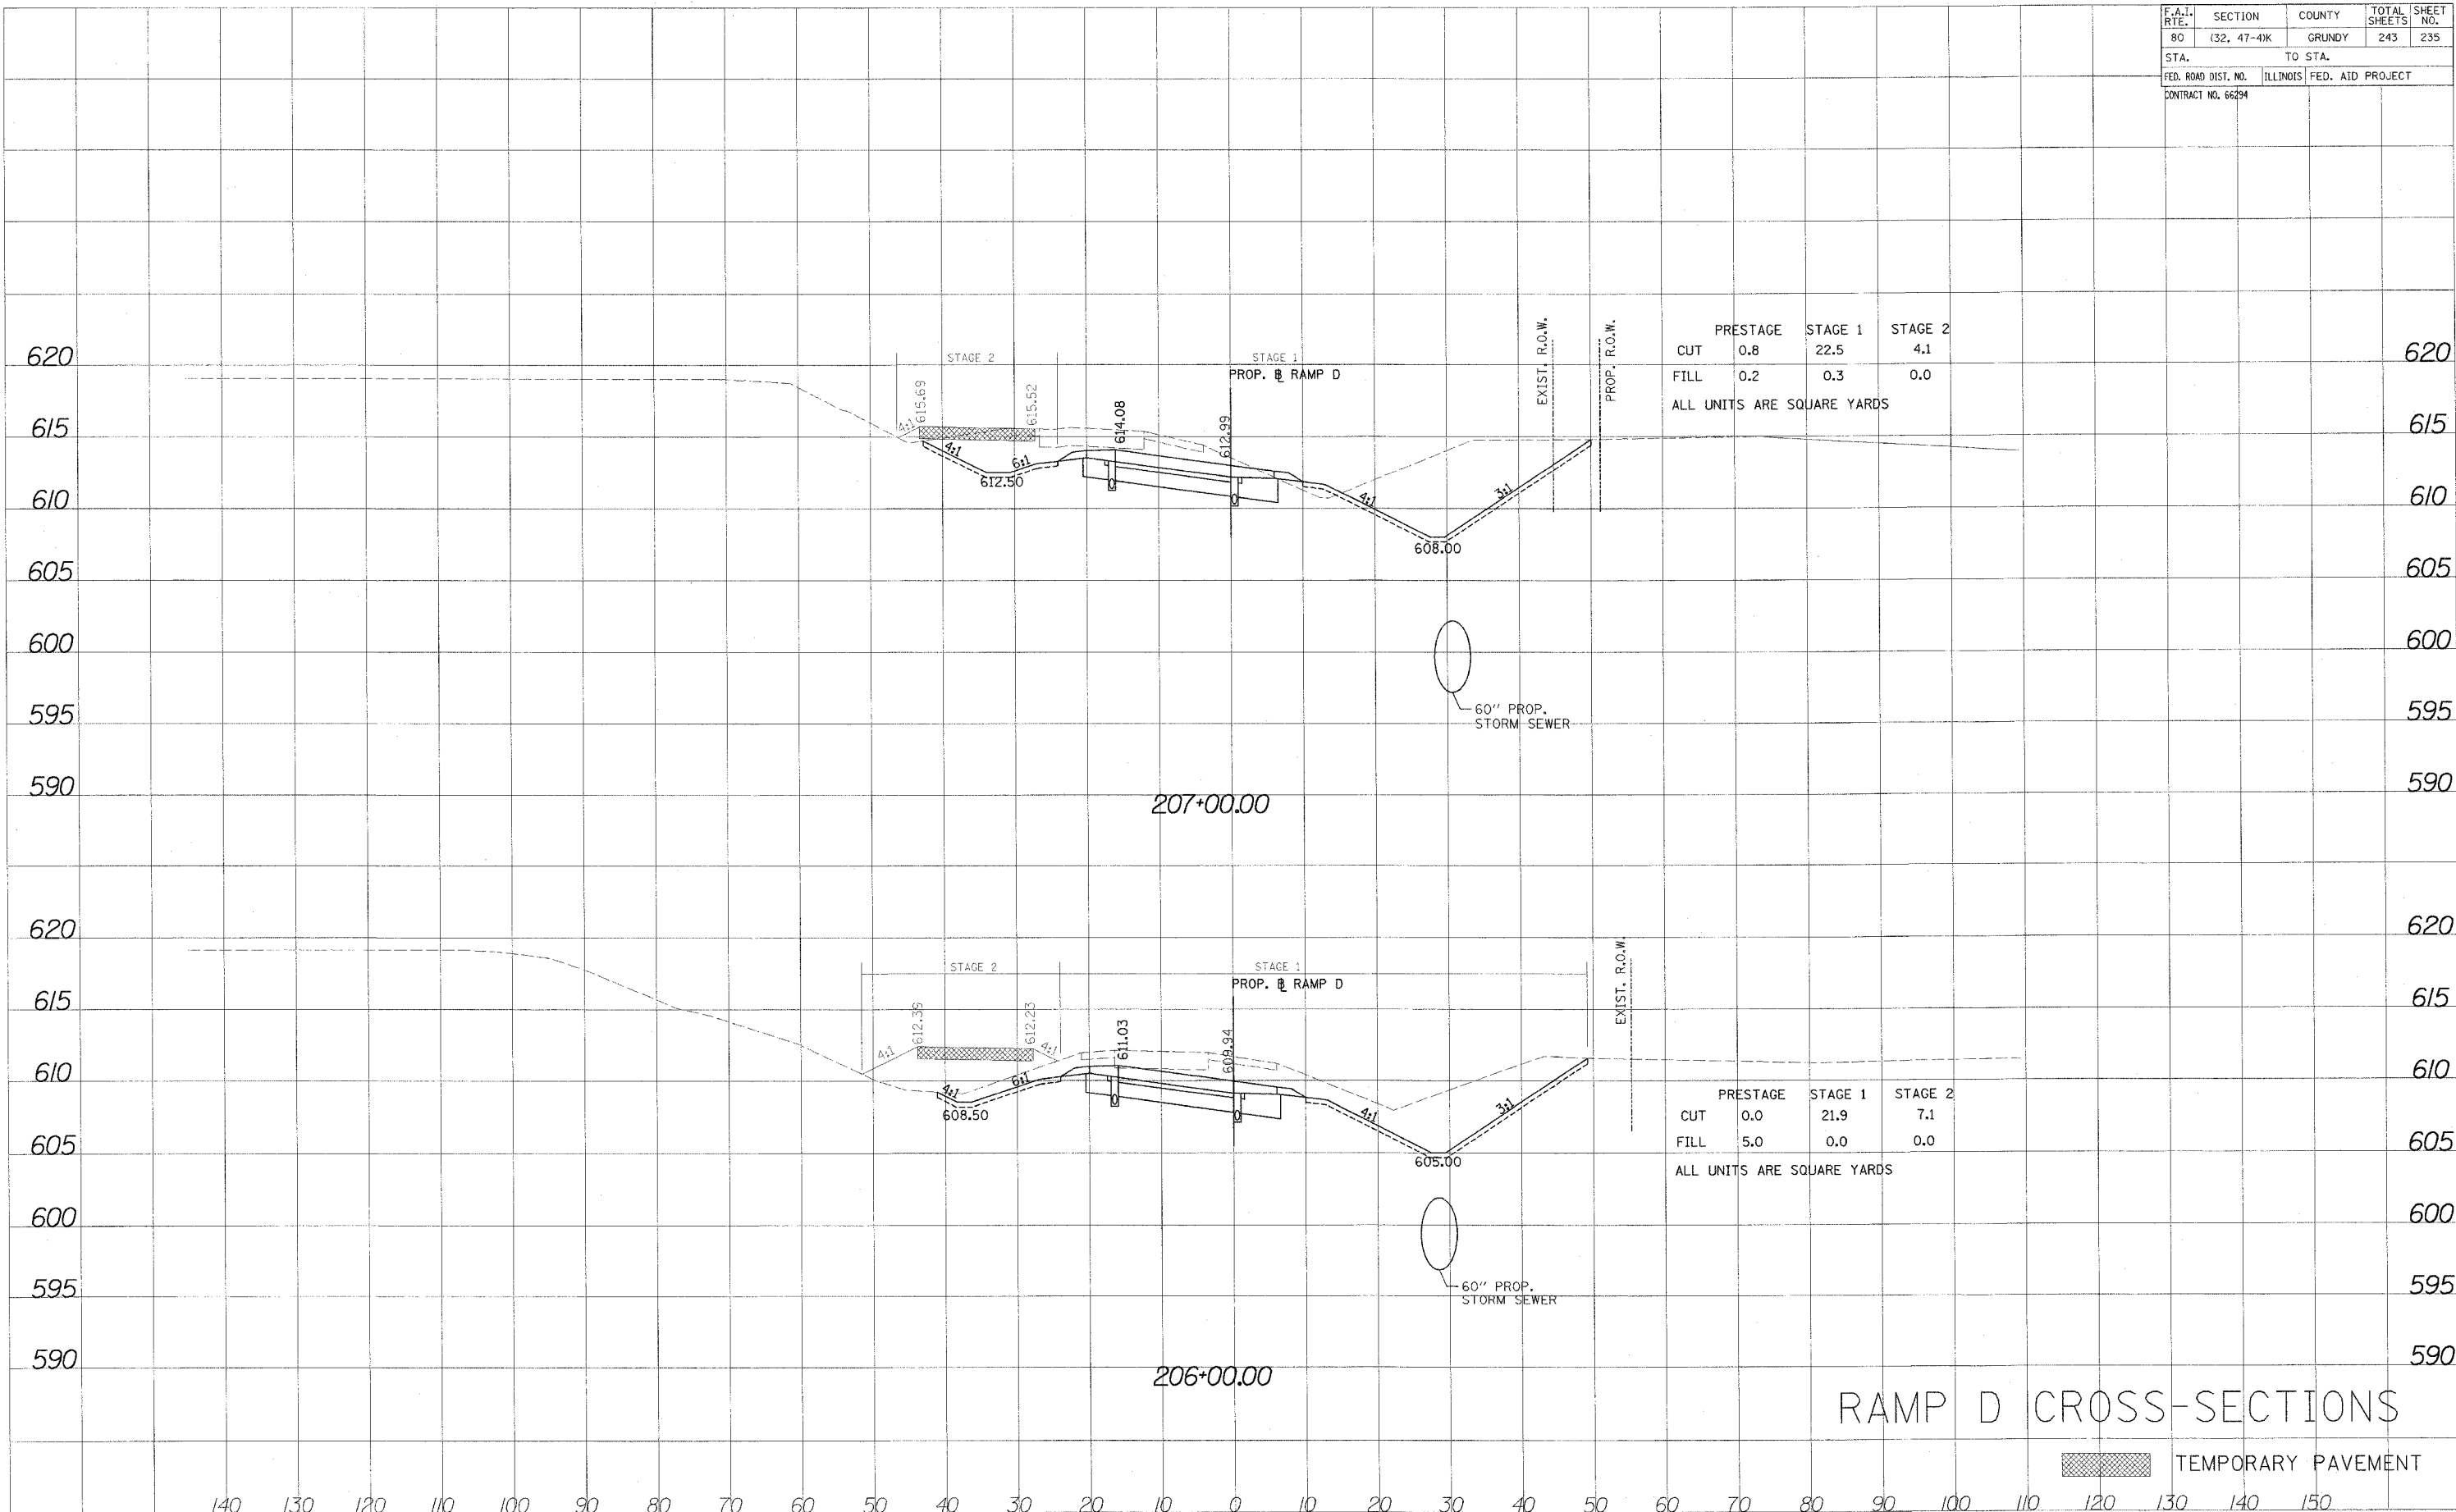 F.A.I. RTE. SECTION COUNTY TOTAL SHEETS SHEET NO.
80 (32, 47-4)K GRUNDY 243 235
STA. TO STA.
FED. ROAD DIST. NO. ILLINOIS FED. AID PROJECT
CONTRACT NO. 66294
620 620
615 615
610 610
605 605
600 600
595 595
590 590
STAGE 2 STAGE 1
PROP. ℄ RAMP D
EXIST. R.O.W.
PROP. R.O.W.
PRESTAGE STAGE 1 STAGE 2
CUT 0.8 22.5 4.1
FILL 0.2 0.3 0.0
ALL UNITS ARE SQUARE YARDS
4:1 615.69 615.52 614.08 612.99
4:1 6:1 4:1 3:1
612.50
608.00
60" PROP.
STORM SEWER
207+00.00
620 620
615 615
610 610
605 605
600 600
595 595
590 590
STAGE 2 STAGE 1
PROP. ℄ RAMP D
EXIST. R.O.W.
4:1 612.39 612.23 4:1 611.03 609.94
4:1 6:1 4:1 3:1
608.50
605.00
PRESTAGE STAGE 1 STAGE 2
CUT 0.0 21.9 7.1
FILL 5.0 0.0 0.0
ALL UNITS ARE SQUARE YARDS
60" PROP.
STORM SEWER
206+00.00
RAMP D CROSS-SECTIONS
TEMPORARY PAVEMENT
140 130 120 110 100 90 80 70 60 50 40 30 20 10 0 10 20 30 40 50 60 70 80 90 100 110 120 130 140 150